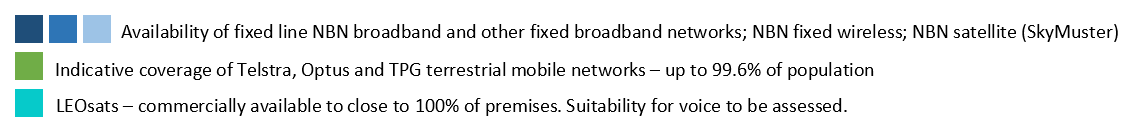 Availability of fixed line NBN broadband and other fixed broadband networks; NBN fixed wireless; NBN satellite (SkyMuster)
Indicative coverage of Telstra, Optus and TPG terrestrial mobile networks – up to 99.6% of population
LEOsats – commercially available to close to 100% of premises. Suitability for voice to be assessed.